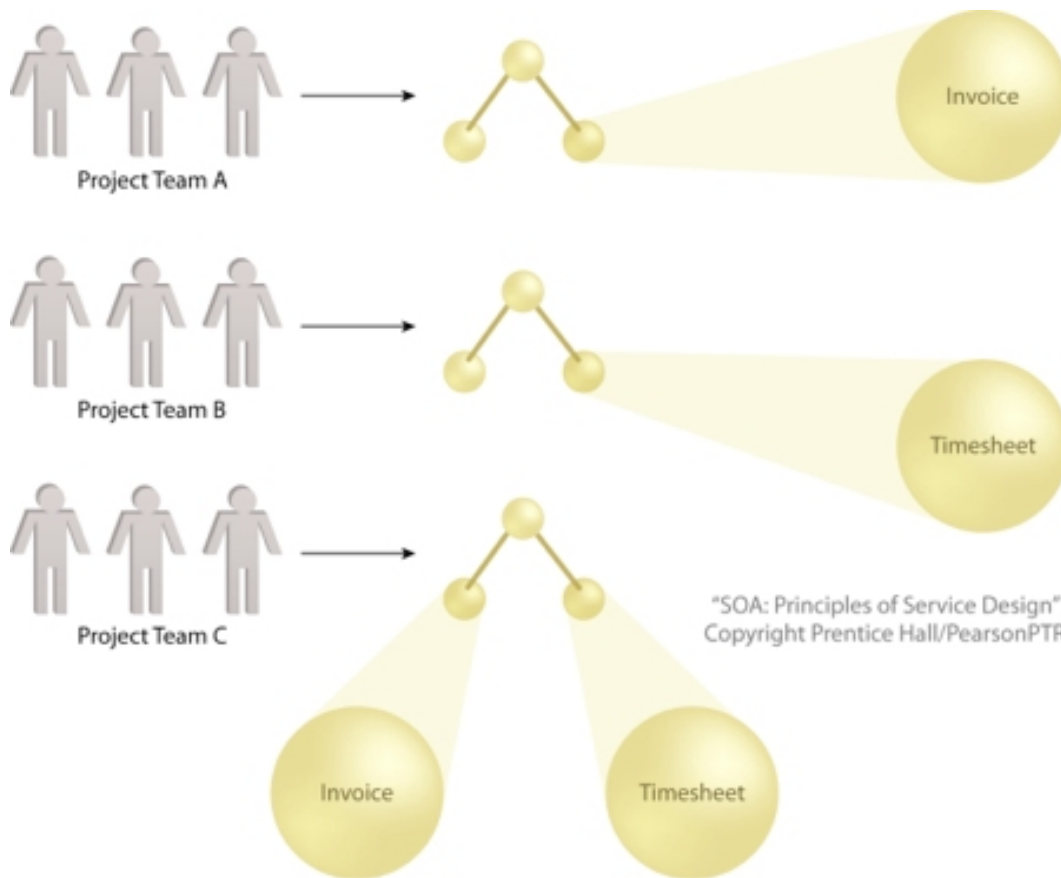 Invoice
Project Team A
Project Team B
Timesheet
Project Team C
"SOA: Principles of Service Design"
Copyright Prentice Hall/PearsonPTR
Invoice
Timesheet